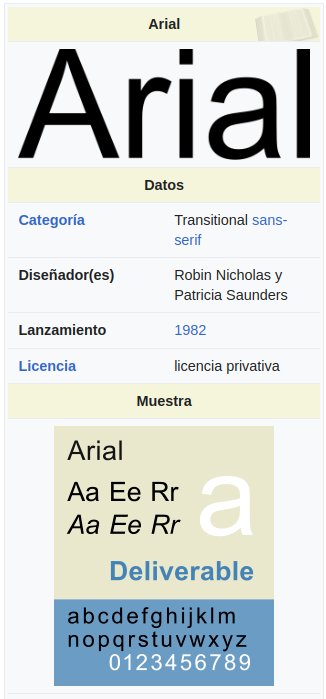 Arial
Arial
Datos
Categoría
Transitional sans-
serif
Diseñador(es)
Robin Nicholas y
Patricia Saunders
Lanzamiento
1982
Licencia
licencia privativa
Muestra
Arial
Aa Ee Rr
Aa Ee Rr
a
Deliverable
abcdefghijklm
nopqrstuvwxyz
0123456789